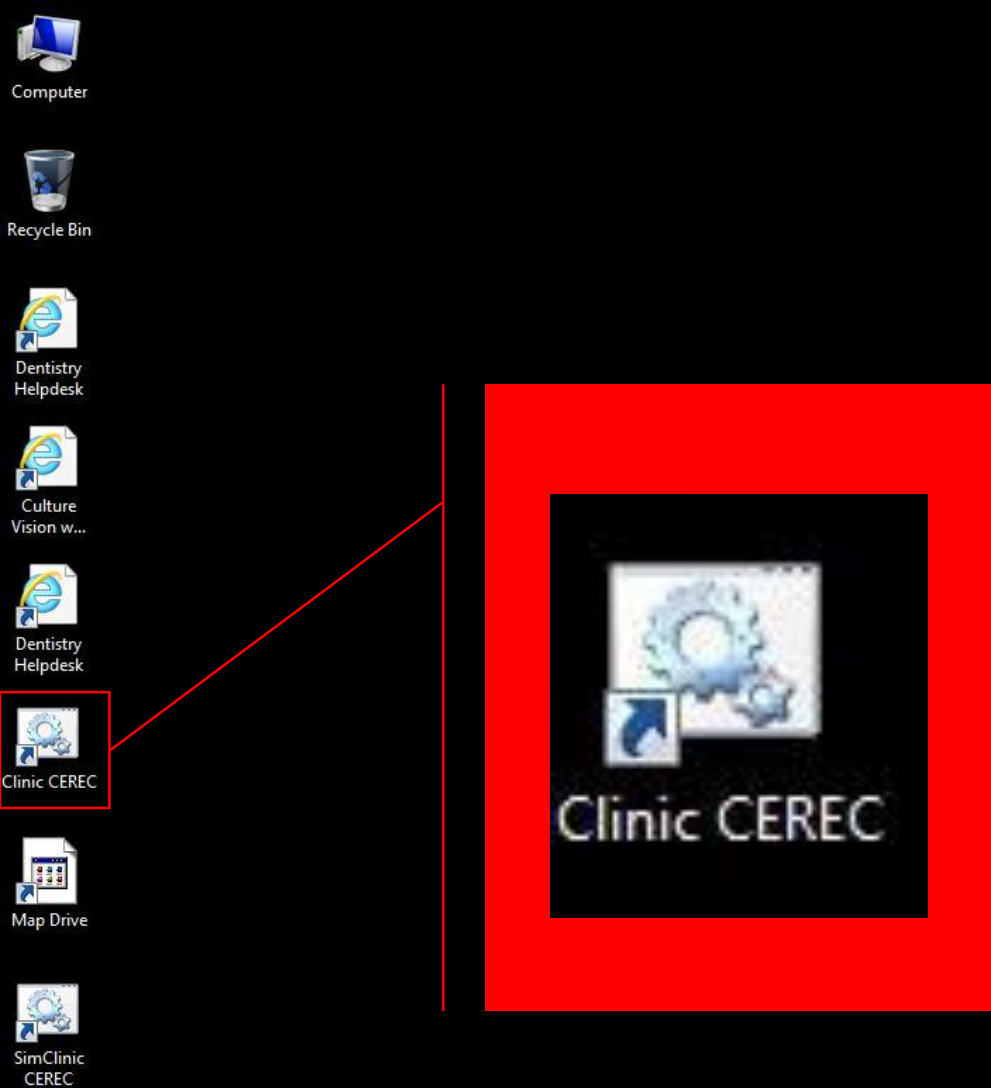 Computer
Recycle Bin
Dentistry
Helpdesk
Culture
Vision w...
Dentistry
Helpdesk
Clinic CEREC
Map Drive
SimClinic
CEREC
Clinic CEREC